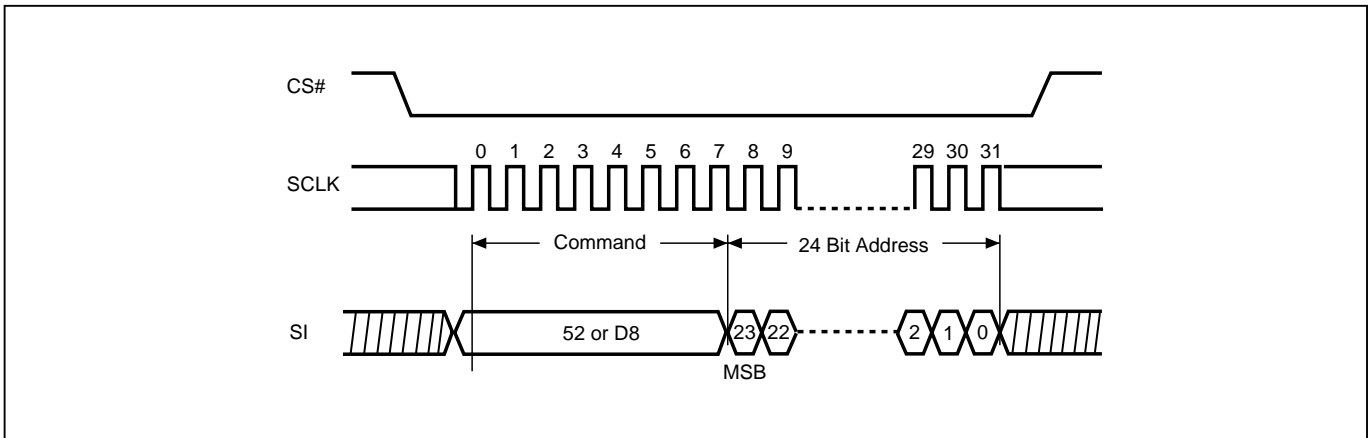 CS#
0 1 2 3 4 5 6 7 8 9 29 30 31
SCLK
Command 24 Bit Address
SI 52 or D8 23 22 2 1 0
MSB